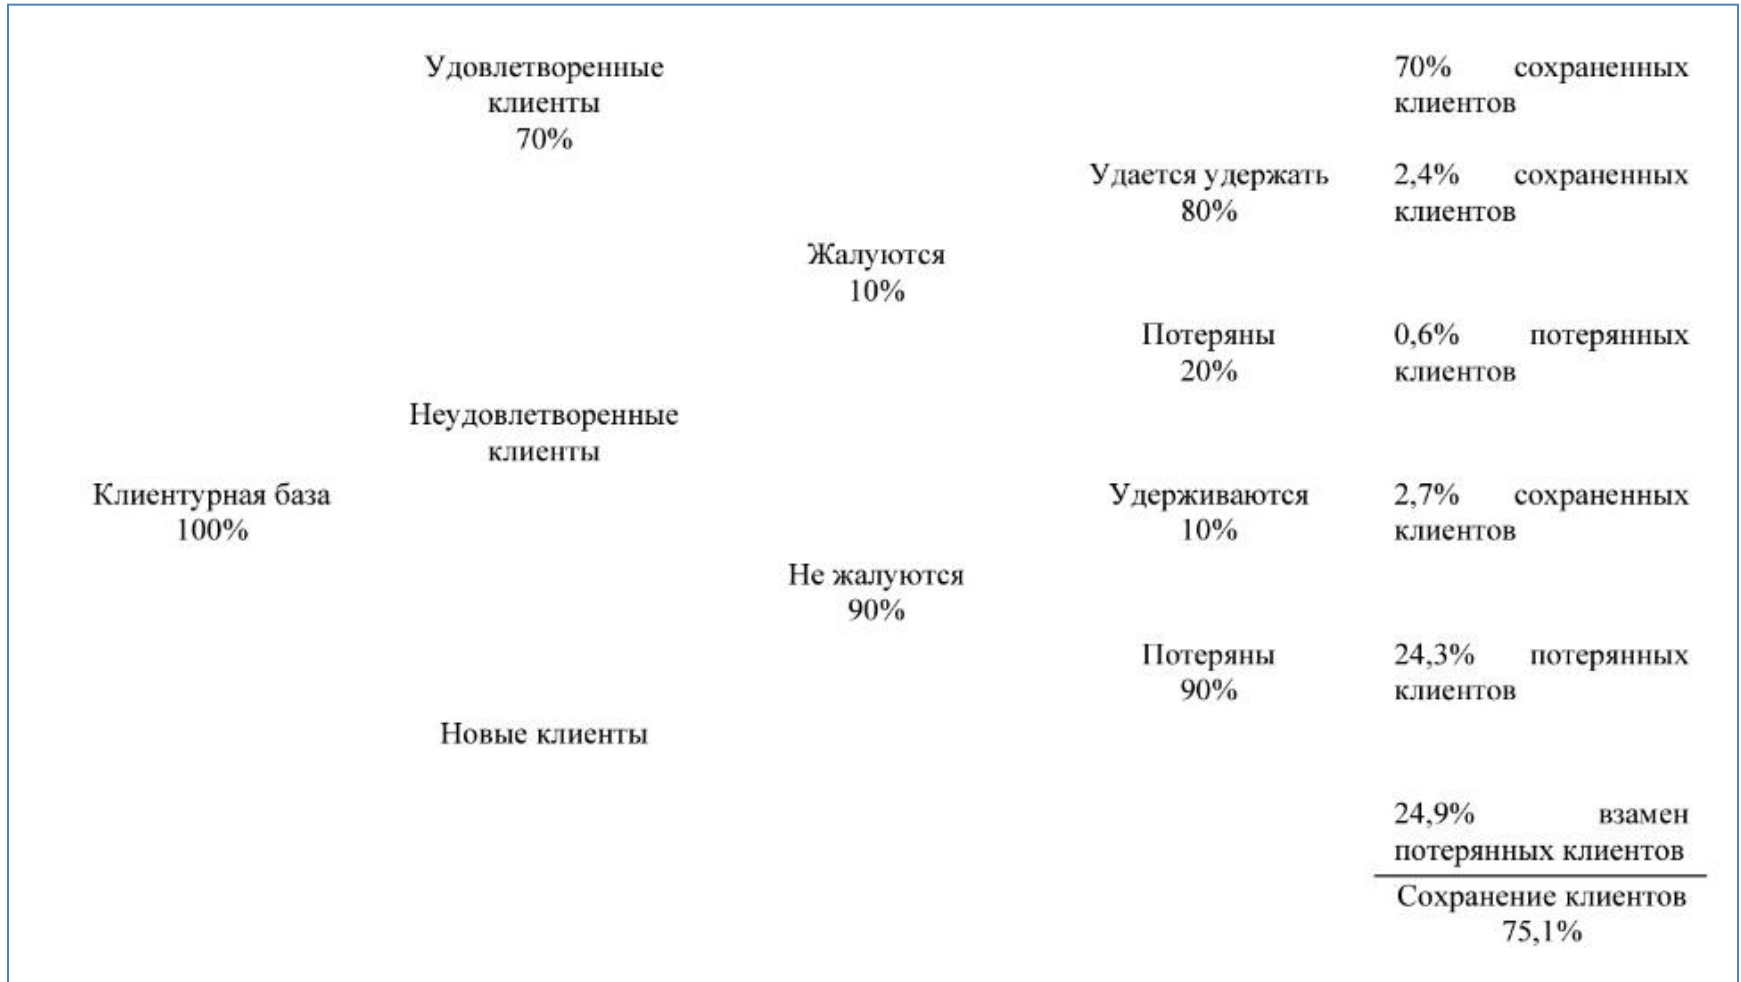 Удовлетворенные
клиенты
70%
70% сохраненных
клиентов
Удается удержать
80%
2,4% сохраненных
клиентов
Жалуются
10%
Потеряны
20%
0,6% потерянных
клиентов
Неудовлетворенные
клиенты
Клиентурная база
100%
Удерживаются
10%
2,7% сохраненных
клиентов
Не жалуются
90%
Потеряны
90%
24,3% потерянных
клиентов
Новые клиенты
24,9% взамен
потерянных клиентов
Сохранение клиентов
75,1%